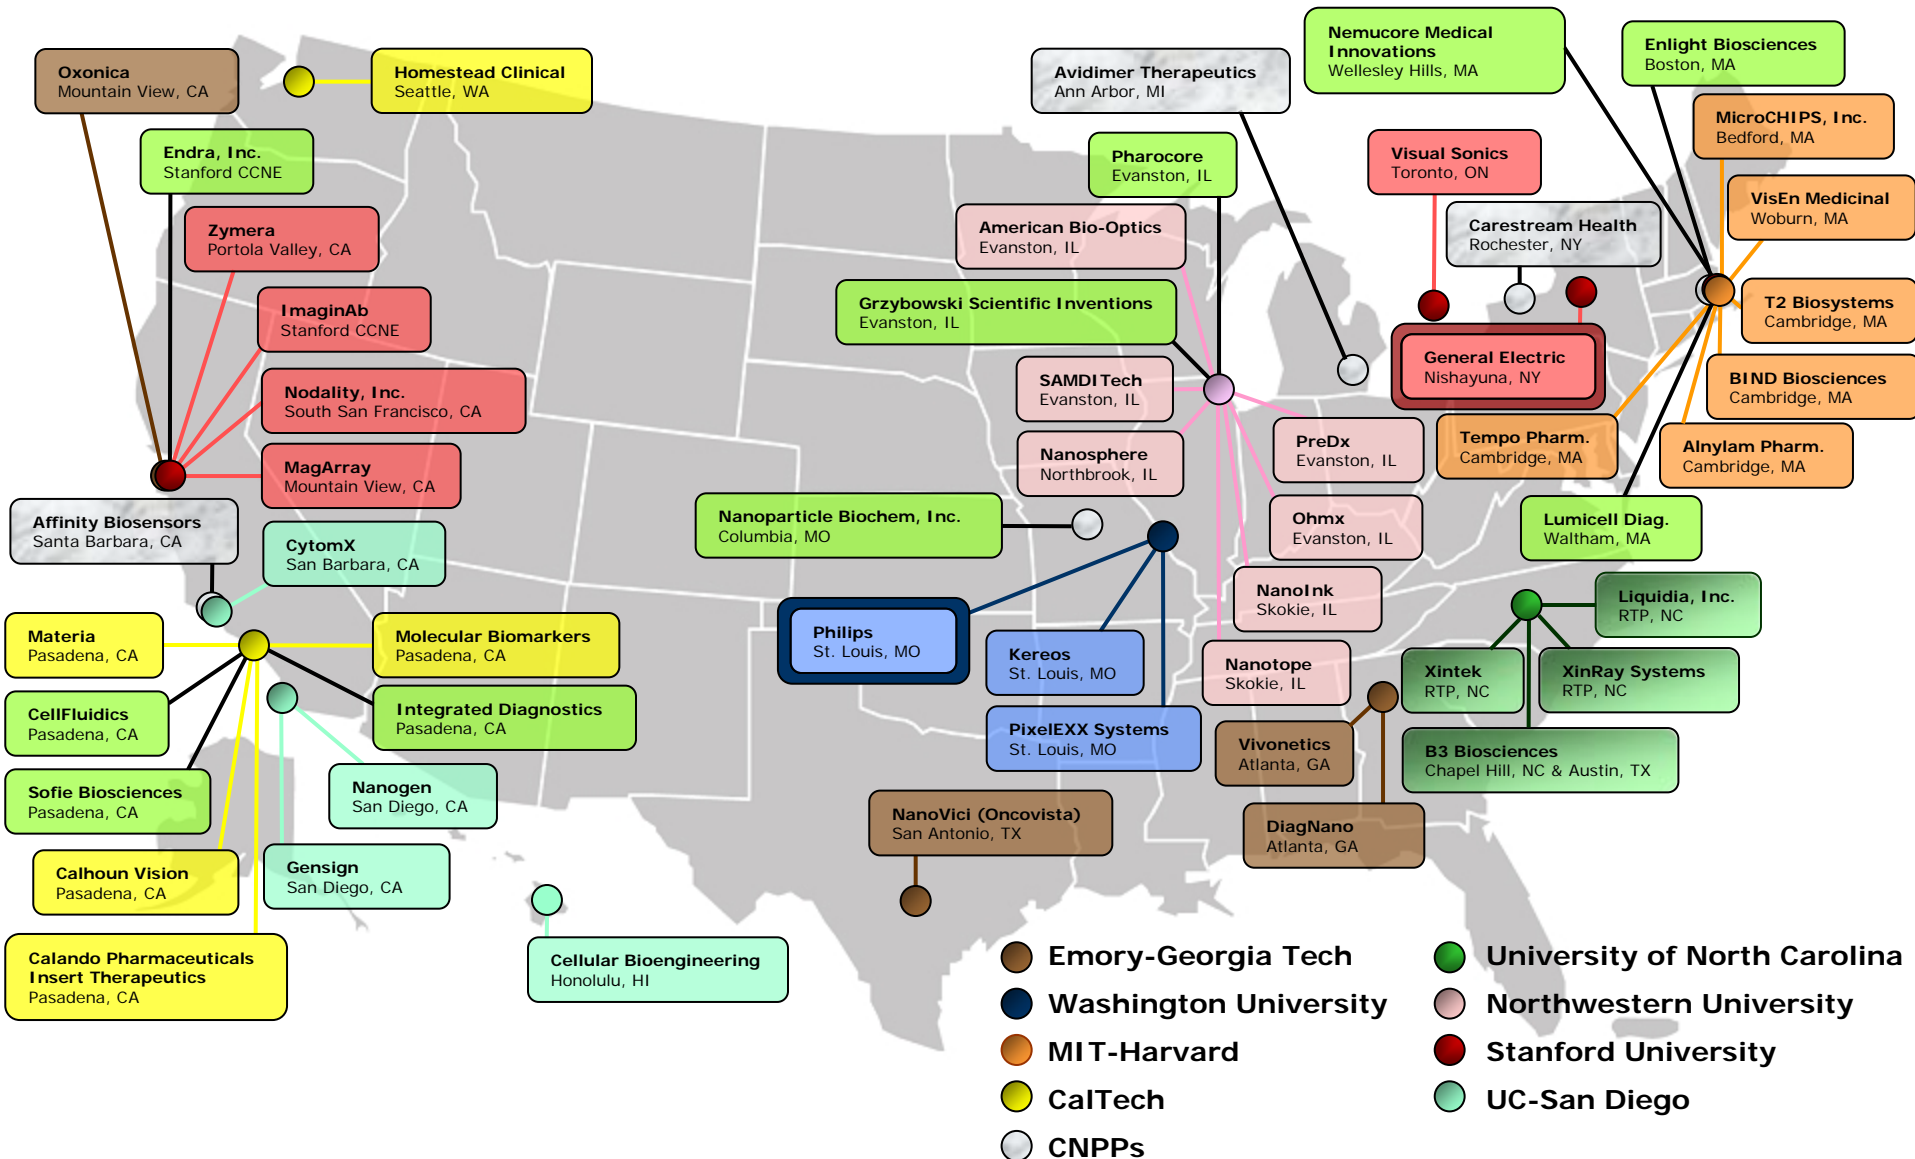 Oxonica
Mountain View, CA
Homestead Clinical
Seattle, WA
Endra, Inc.
Stanford CCNE
Zymera
Portola Valley, CA
ImaginAb
Stanford CCNE
Nodality, Inc.
South San Francisco, CA
MagArray
Mountain View, CA
Affinity Biosensors
Santa Barbara, CA
CytomX
San Barbara, CA
Materia
Pasadena, CA
Molecular Biomarkers
Pasadena, CA
CellFluidics
Pasadena, CA
Integrated Diagnostics
Pasadena, CA
Sofie Biosciences
Pasadena, CA
Nanogen
San Diego, CA
Calhoun Vision
Pasadena, CA
Gensign
San Diego, CA
Calando Pharmaceuticals
Insert Therapeutics
Pasadena, CA
Cellular Bioengineering
Honolulu, HI
Avidimer Therapeutics
Ann Arbor, MI
Nemucore Medical
Innovations
Wellesley Hills, MA
Enlight Biosciences
Boston, MA
MicroCHIPS, Inc.
Bedford, MA
Pharocore
Evanston, IL
Visual Sonics
Toronto, ON
VisEn Medicinal
Woburn, MA
American Bio-Optics
Evanston, IL
Carestream Health
Rochester, NY
Grzybowski Scientific Inventions
Evanston, IL
T2 Biosystems
Cambridge, MA
General Electric
Nishayuna, NY
SAMDITech
Evanston, IL
BIND Biosciences
Cambridge, MA
Nanosphere
Northbrook, IL
PreDx
Evanston, IL
Tempo Pharm.
Cambridge, MA
Alnylam Pharm.
Cambridge, MA
Nanoparticle Biochem, Inc.
Columbia, MO
Ohmx
Evanston, IL
Lumicell Diag.
Waltham, MA
NanoInk
Skokie, IL
Liquidia, Inc.
RTP, NC
Philips
St. Louis, MO
Kereos
St. Louis, MO
Nanotope
Skokie, IL
Xintek
RTP, NC
XinRay Systems
RTP, NC
PixelEXX Systems
St. Louis, MO
Vivonetics
Atlanta, GA
B3 Biosciences
Chapel Hill, NC & Austin, TX
NanoVici (Oncovista)
San Antonio, TX
DiagNano
Atlanta, GA
Emory-Georgia Tech
Washington University
MIT-Harvard
CalTech
CNPPs
University of North Carolina
Northwestern University
Stanford University
UC-San Diego